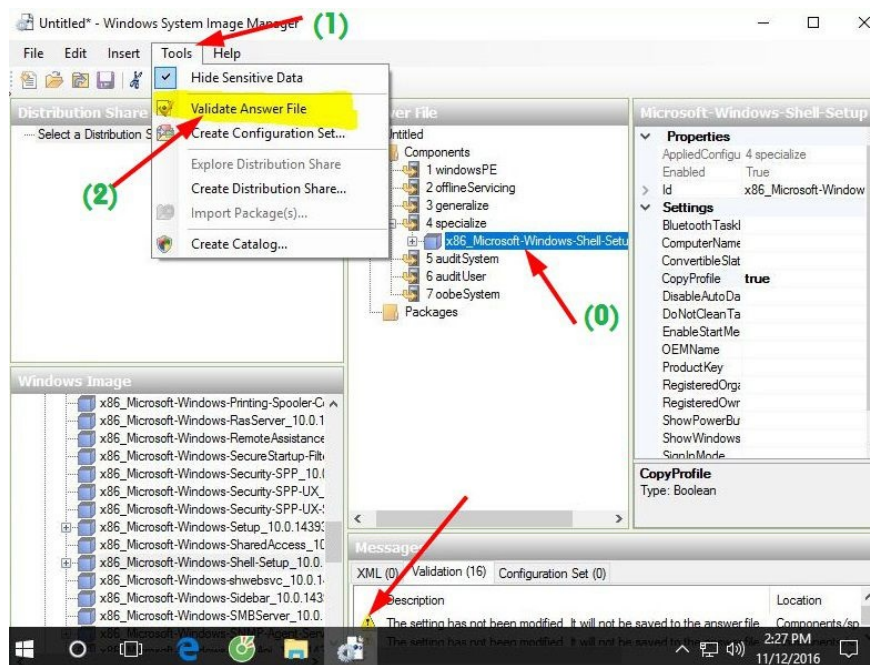 Untitled* - Windows System Image Manager
(1)
File Edit Insert Tools Help
Hide Sensitive Data
Validate Answer File
Create Configuration Set...
Explore Distribution Share
Create Distribution Share...
Import Package(s)...
Create Catalog...
(2)
Distribution Share
Select a Distribution S
er File
Untitled
Components
1 windowsPE
2 offlineServicing
3 generalize
4 specialize
x86_Microsoft-Windows-Shell-Setu
5 auditSystem
6 auditUser
7 oobeSystem
Packages
(0)
Microsoft-Windows-Shell-Setup
Properties
AppliedConfigu 4 specialize
Enabled True
Id x86_Microsoft-Window
Settings
BluetoothTaskl
ComputerName
ConvertibleSlat
CopyProfile true
DisableAutoDa
DoNotCleanTa
EnableStartMe
OEMName
ProductKey
RegisteredOrga
RegisteredOwr
ShowPowerBu
ShowWindows
SignInMode
CopyProfile
Type: Boolean
Windows Image
x86_Microsoft-Windows-Printing-Spooler-C
x86_Microsoft-Windows-RasServer_10.0.1
x86_Microsoft-Windows-RemoteAssistance
x86_Microsoft-Windows-SecureStartup-Filt
x86_Microsoft-Windows-Security-SPP_10.(
x86_Microsoft-Windows-Security-SPP-UX_
x86_Microsoft-Windows-Security-SPP-UX-
x86_Microsoft-Windows-Setup_10.0.1439
x86_Microsoft-Windows-SharedAccess_10
x86_Microsoft-Windows-Shell-Setup_10.0.
x86_Microsoft-Windows-shwebsvc_10.0.1
x86_Microsoft-Windows-Sidebar_10.0.143
x86_Microsoft-Windows-SMBServer_10.0.
Messages
XML (0) Validation (16) Configuration Set (0)
Description Location
The setting has not been modified. It will not be saved to the answer file. Components/sp
The setting has not been modified. It will not be saved to the answer file.
2:27 PM
11/12/2016